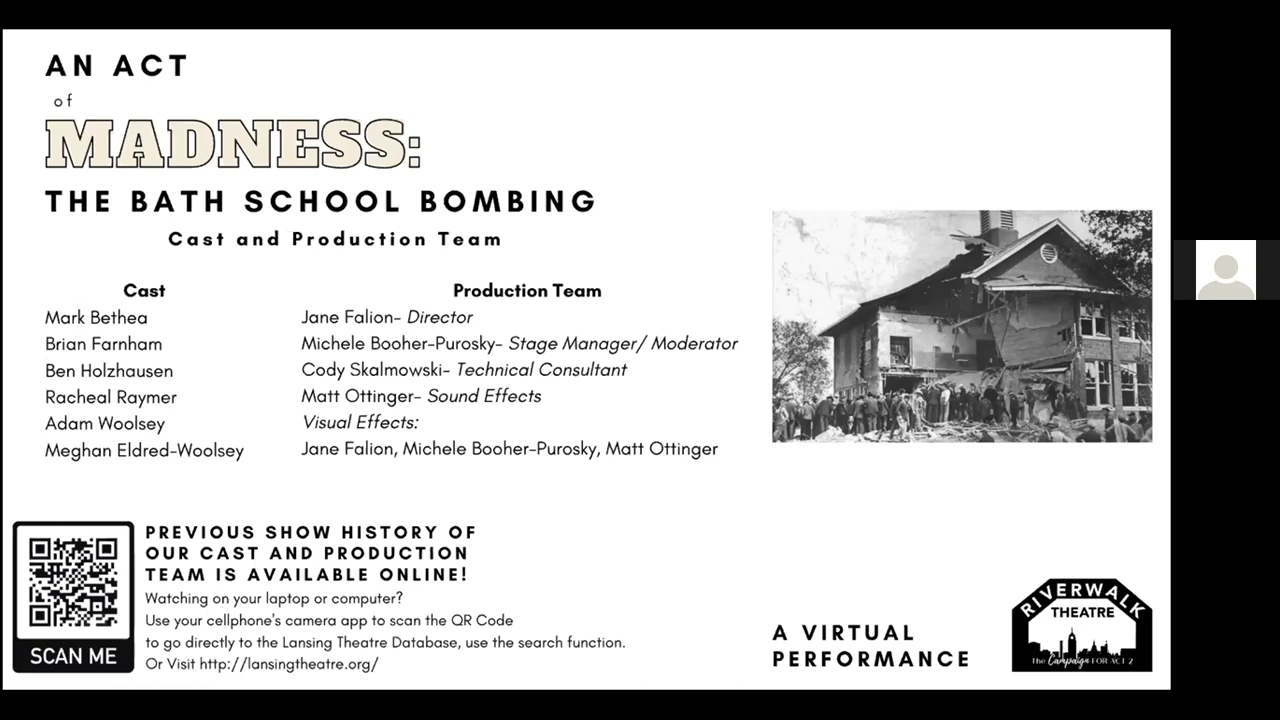 AN ACT
of
MADNESS:
THE BATH SCHOOL BOMBING
Cast and Production Team
Cast
Mark Bethea
Brian Farnham
Ben Holzhausen
Racheal Raymer
Adam Woolsey
Meghan Eldred-Woolsey
Production Team
Jane Falion- Director
Michele Booher-Purosky- Stage Manager/ Moderator
Cody Skalmowski- Technical Consultant
Matt Ottinger- Sound Effects
Visual Effects:
Jane Falion, Michele Booher-Purosky, Matt Ottinger
SCAN ME
PREVIOUS SHOW HISTORY OF
OUR CAST AND PRODUCTION
TEAM IS AVAILABLE ONLINE!
Watching on your laptop or computer?
Use your cellphone's camera app to scan the QR Code
to go directly to the Lansing Theatre Database, use the search function.
Or Visit http://lansingtheatre.org/
A VIRTUAL
PERFORMANCE
RIVERWALK
THEATRE
The Campaign FOR ACT 2